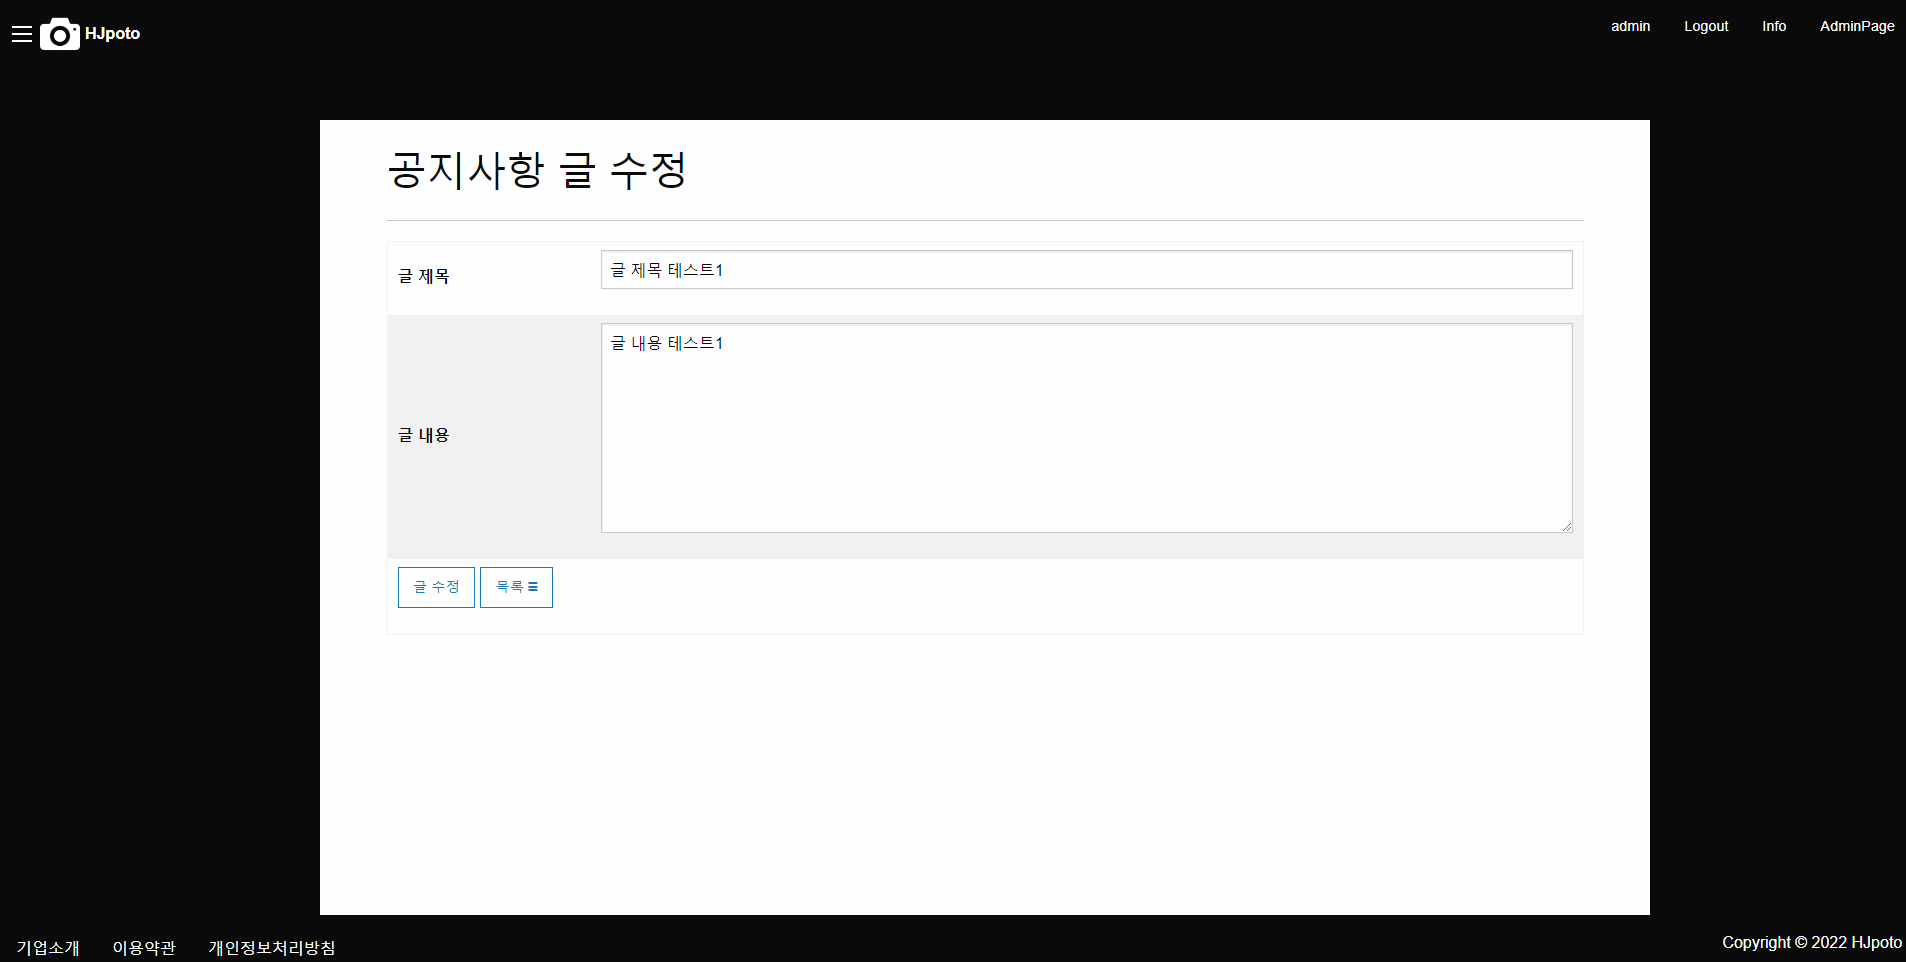 HJpoto
admin Logout Info AdminPage
공지사항 글 수정
글 제목 글 제목 테스트1
글 내용 글 내용 테스트1
글 수정 목록
기업소개 이용약관 개인정보처리방침 Copyright © 2022 HJpoto